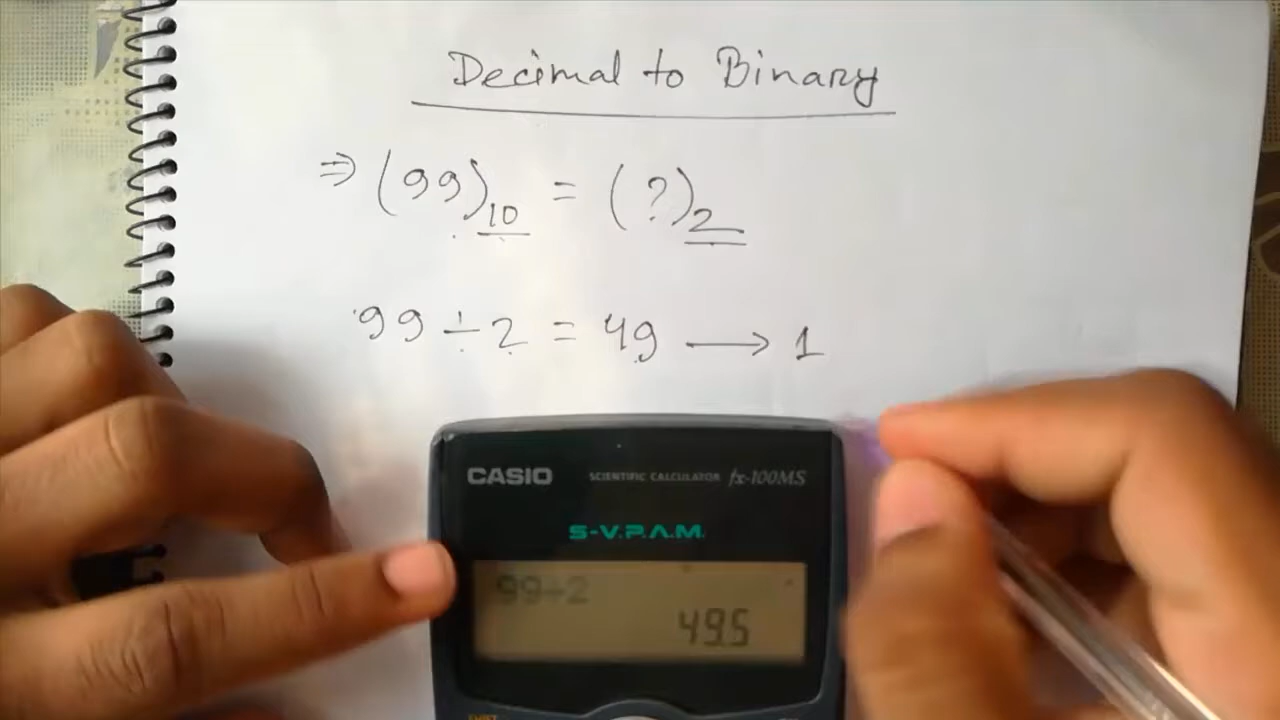 Decimal to Binary
⇒ (99)10 = (?)2
99 ÷ 2 = 49 → 1
CASIO SCIENTIFIC CALCULATOR fx-100MS
S-V.P.A.M.
99÷2
49.5
SHIFT